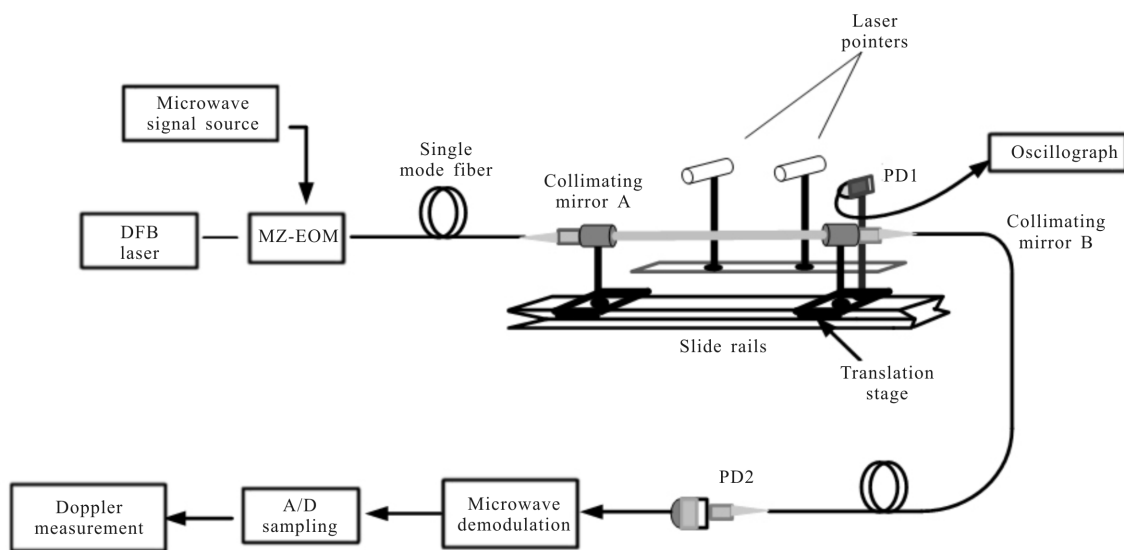 Laser
pointers
Microwave
signal source
Single
mode fiber
Collimating
mirror A
PD1
Oscillograph
DFB
laser
MZ-EOM
Collimating
mirror B
Slide rails
Translation
stage
PD2
Doppler
measurement
A/D
sampling
Microwave
demodulation